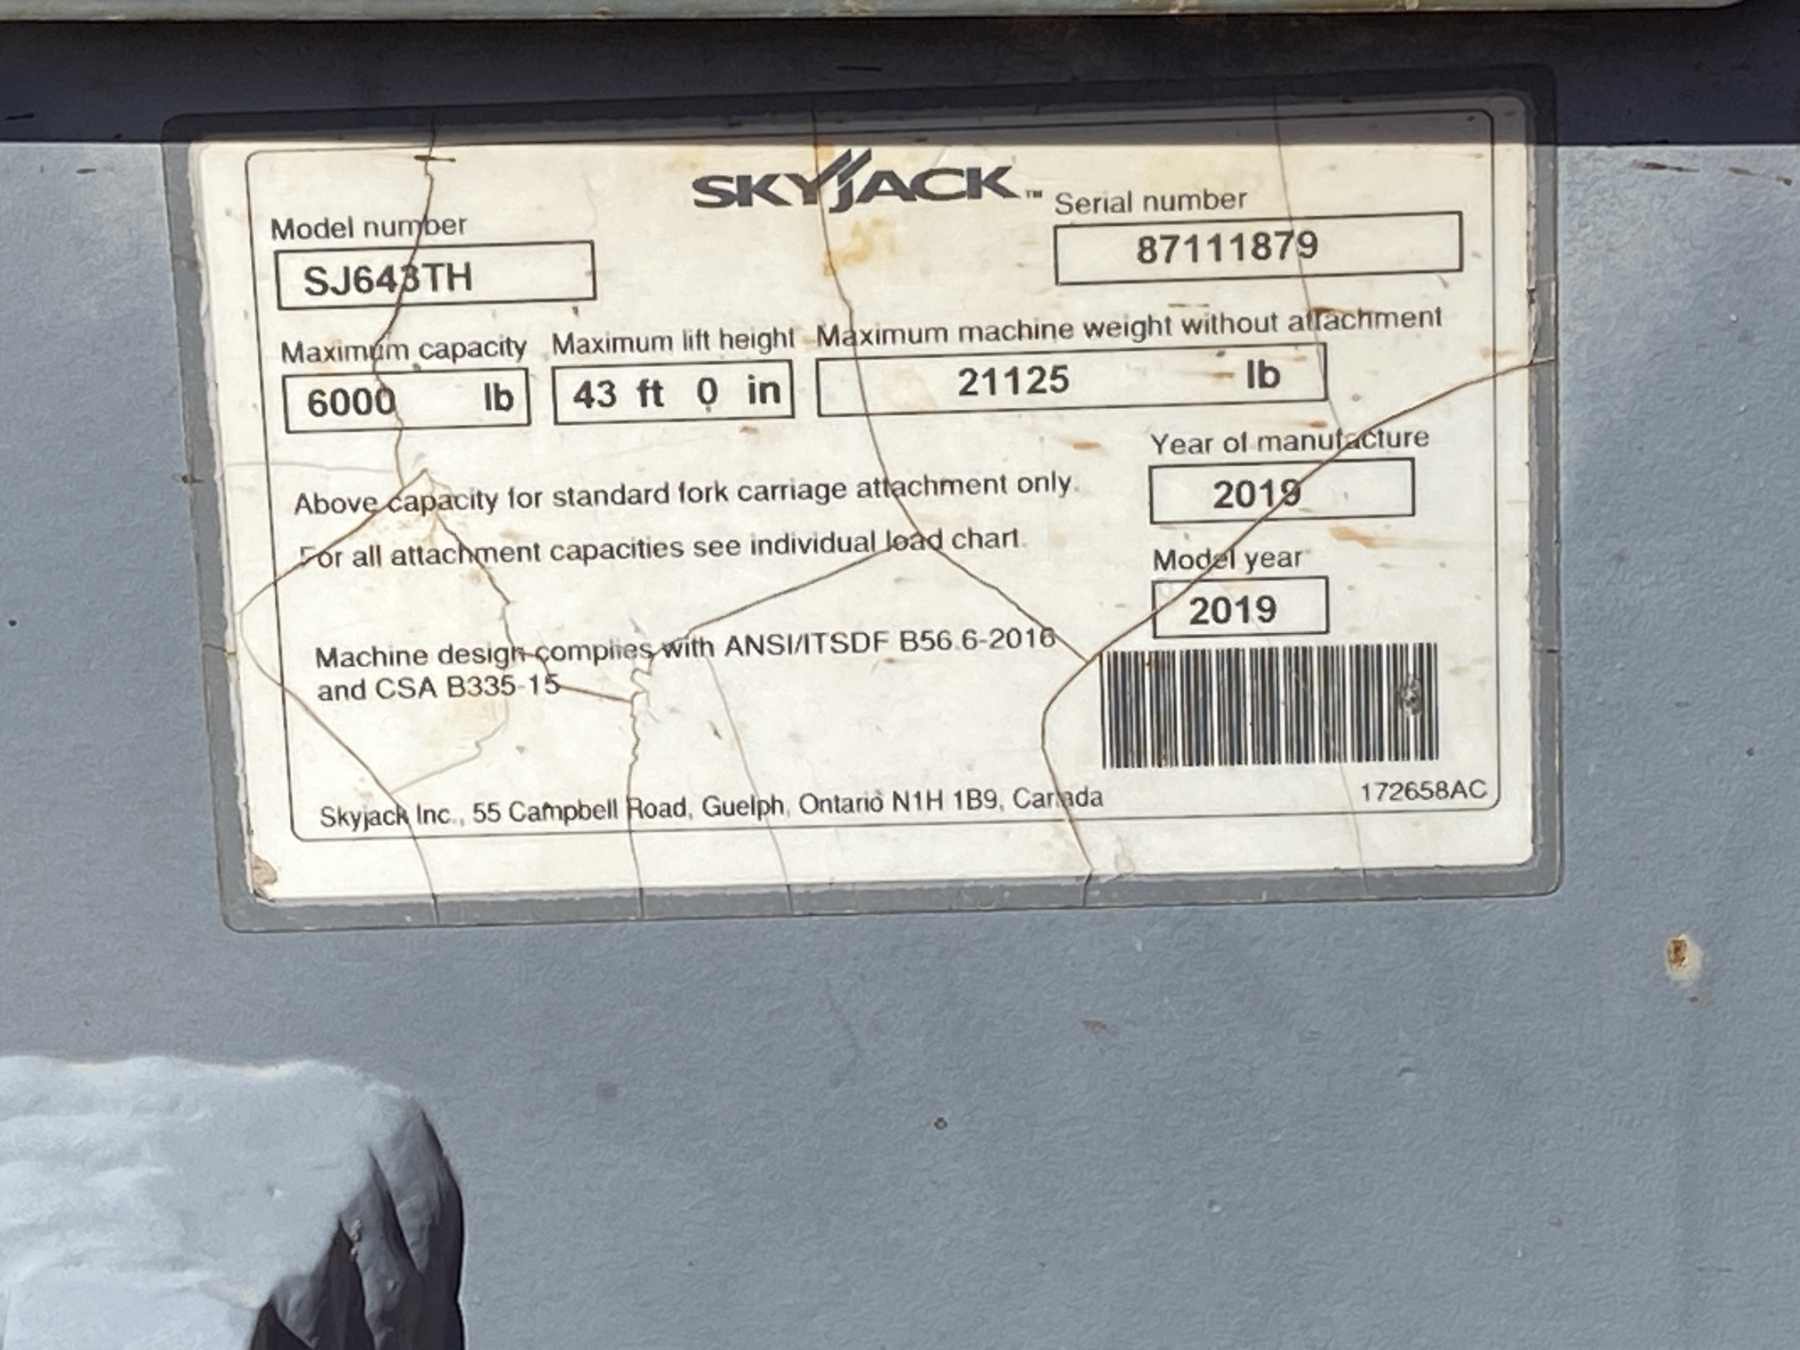 SKYJACK™
Model number
SJ643TH
Serial number
87111879
Maximum capacity
6000 lb
Maximum lift height
43 ft 0 in
Maximum machine weight without attachment
21125 lb
Above capacity for standard fork carriage attachment only.
For all attachment capacities see individual load chart.
Year of manufacture
2019
Model year
2019
Machine design complies with ANSI/ITSDF B56.6-2016
and CSA B335-15
Skyjack Inc., 55 Campbell Road, Guelph, Ontario N1H 1B9, Canada
172658AC